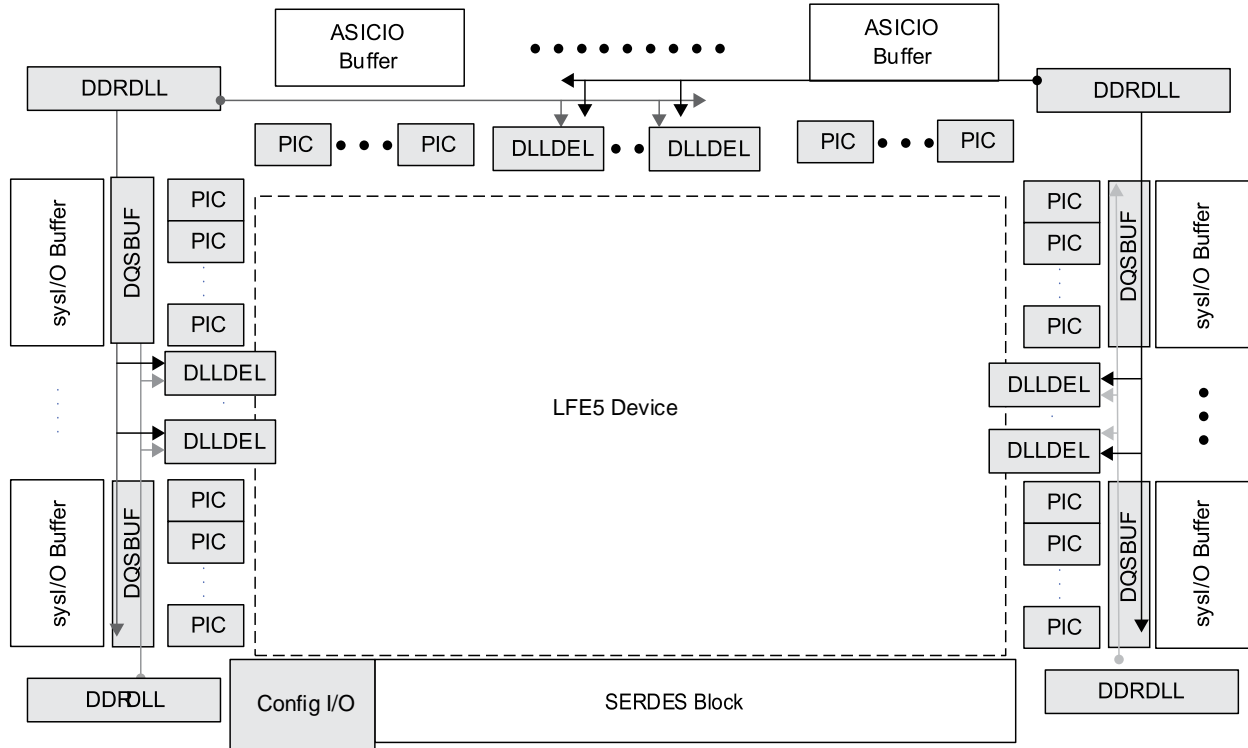 ASICIO
Buffer
ASICIO
Buffer
DDRDLL
DDRDLL
PIC
PIC
DLLDEL
DLLDEL
PIC
PIC
sysI/O Buffer
DQSBUF
PIC
PIC
PIC
DLLDEL
DLLDEL
sysI/O Buffer
DQSBUF
PIC
PIC
PIC
LFE5 Device
PIC
PIC
PIC
DQSBUF
sysI/O Buffer
DLLDEL
DLLDEL
PIC
PIC
PIC
DQSBUF
sysI/O Buffer
DDRDLL
Config I/O
SERDES Block
DDRDLL